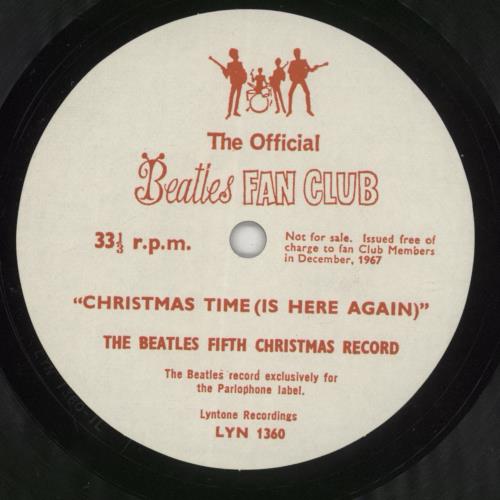 The Official
Beatles FAN CLUB
33⅓ r.p.m.
Not for sale. Issued free of
charge to fan Club Members
in December, 1967
"CHRISTMAS TIME (IS HERE AGAIN)"
THE BEATLES FIFTH CHRISTMAS RECORD
The Beatles record exclusively for
the Parlophone label.
Lyntone Recordings
LYN 1360